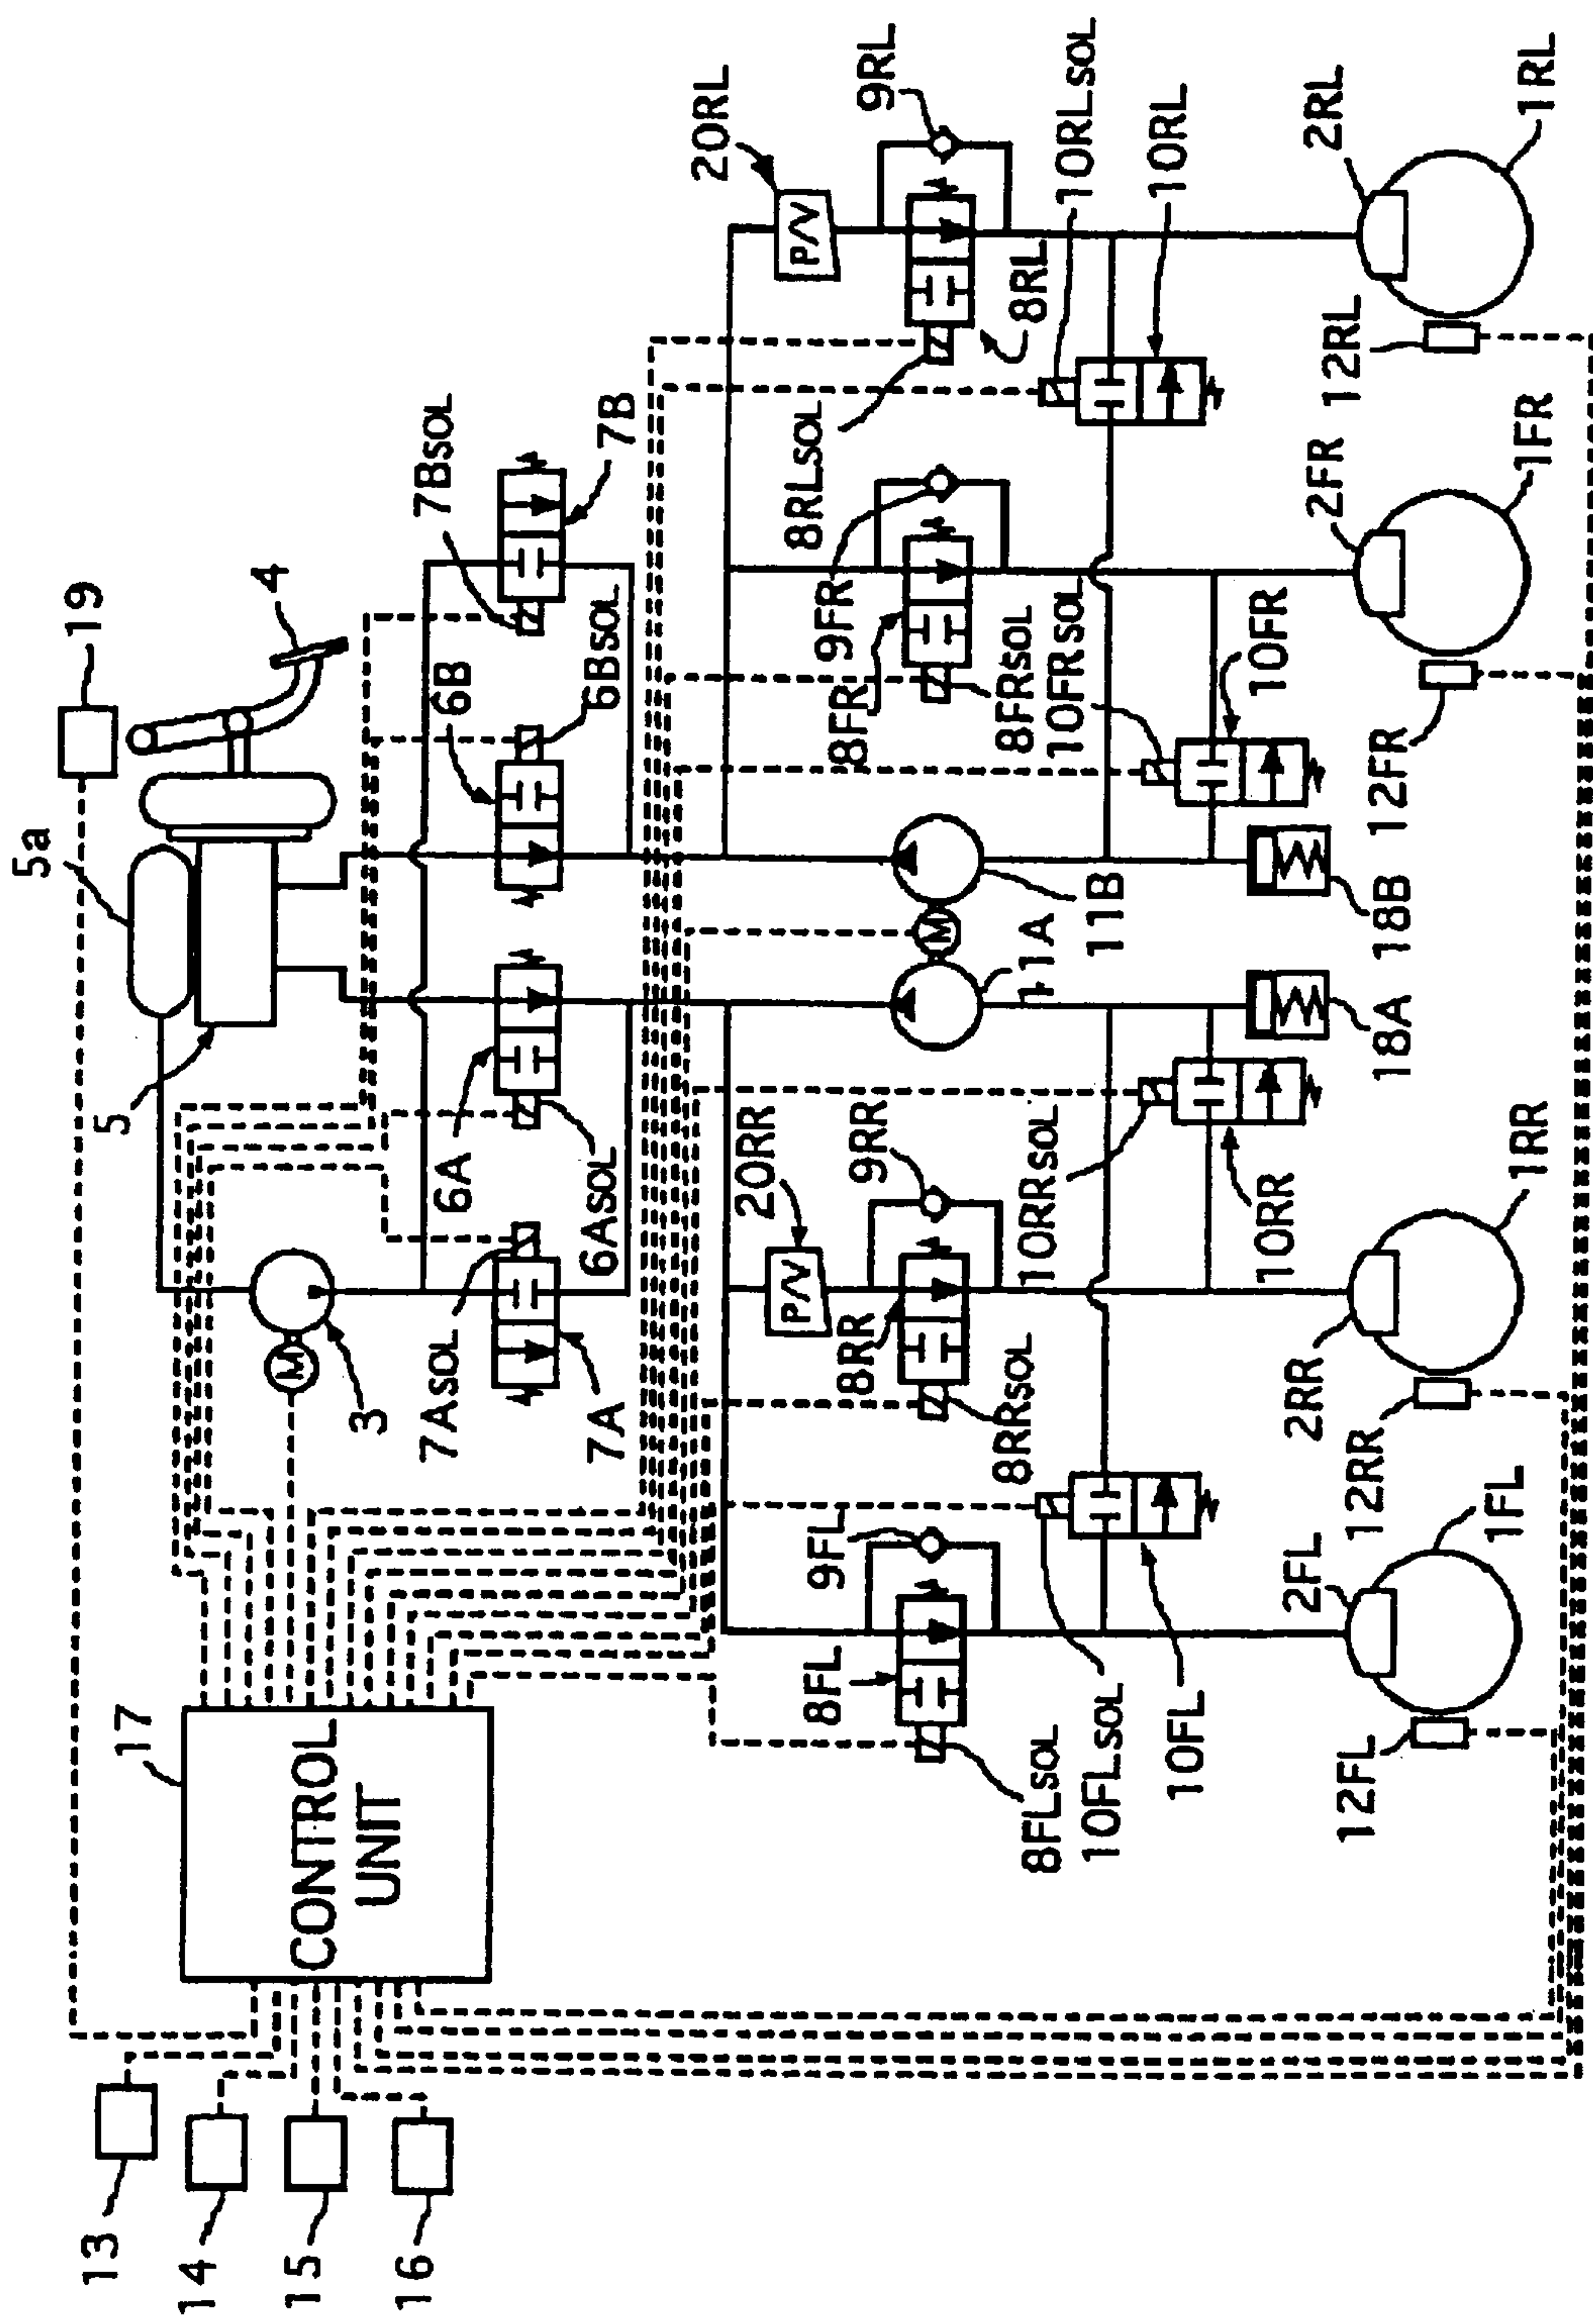 13
14
15
16
17
CONTROL
UNIT
19
5a
5
4
3
M
7ASOL
7A
6A
6ASOL
6B
6BSOL
7BSOL
7B
20RR
P/V
20RL
P/V
8FL
9FL
8FLSOL
10FLSOL
10FL
8RR
9RR
8RRSOL
10RRSOL
10RR
M
11A
11B
18A
18B
8FR
9FR
8FRSOL
10FRSOL
10FR
8RLSOL
8RL
9RL
10RLSOL
10RL
2FL
1FL
12FL
2RR
1RR
12RR
2FR
1FR
12FR
2RL
1RL
12RL